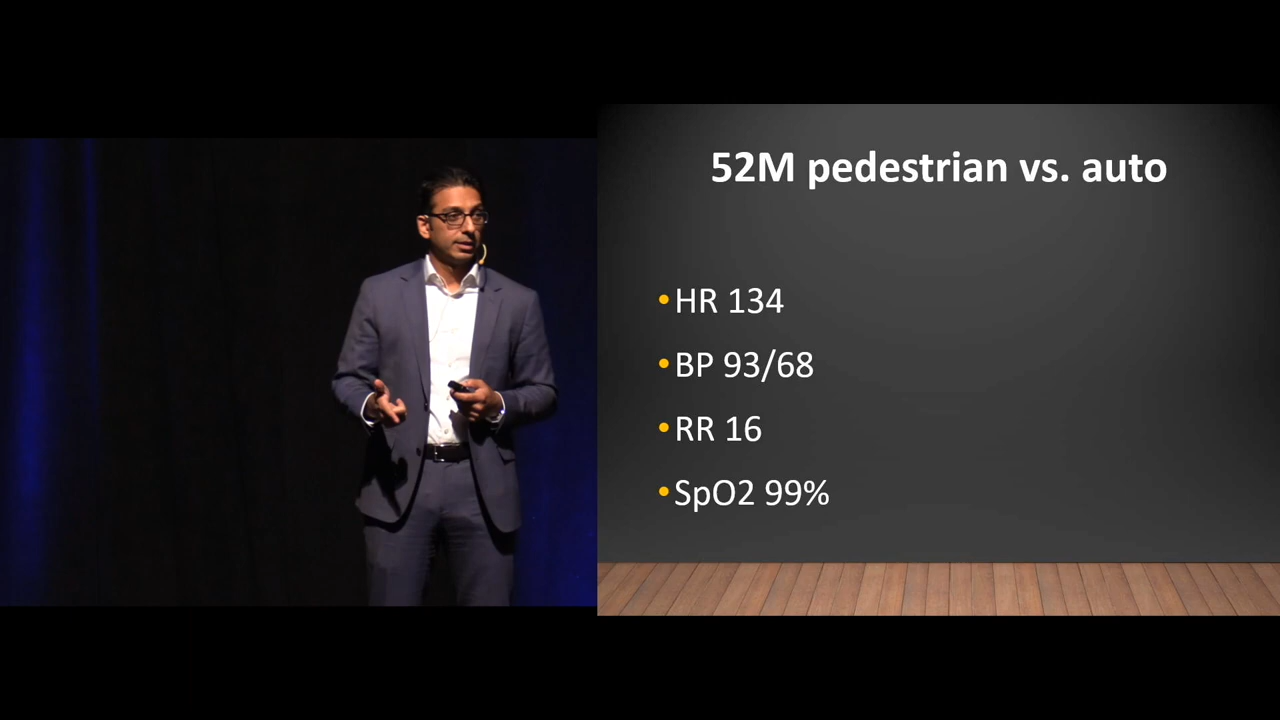 52M pedestrian vs. auto
•HR 134
•BP 93/68
•RR 16
•SpO2 99%